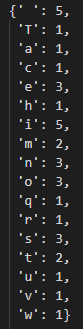 {' ': 5,
'T': 1,
'a': 1,
'c': 1,
'e': 3,
'h': 1,
'i': 5,
'm': 2,
'n': 3,
'o': 3,
'q': 1,
'r': 1,
's': 3,
't': 2,
'u': 1,
'v': 1,
'w': 1}